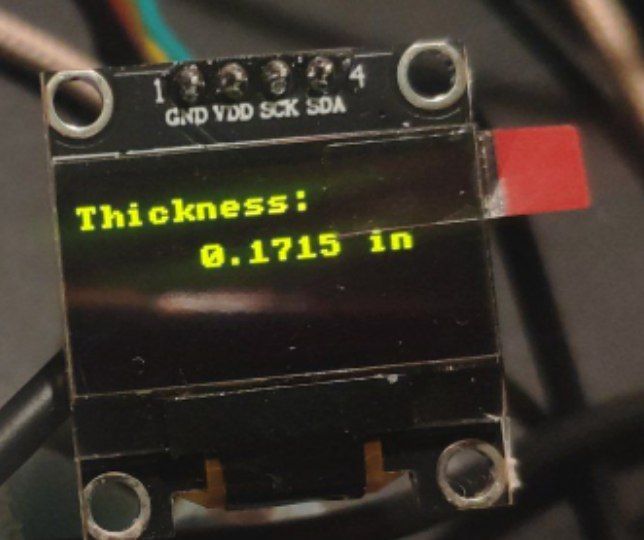 1 4
GND VDD SCK SDA
Thickness:
0.1715 in